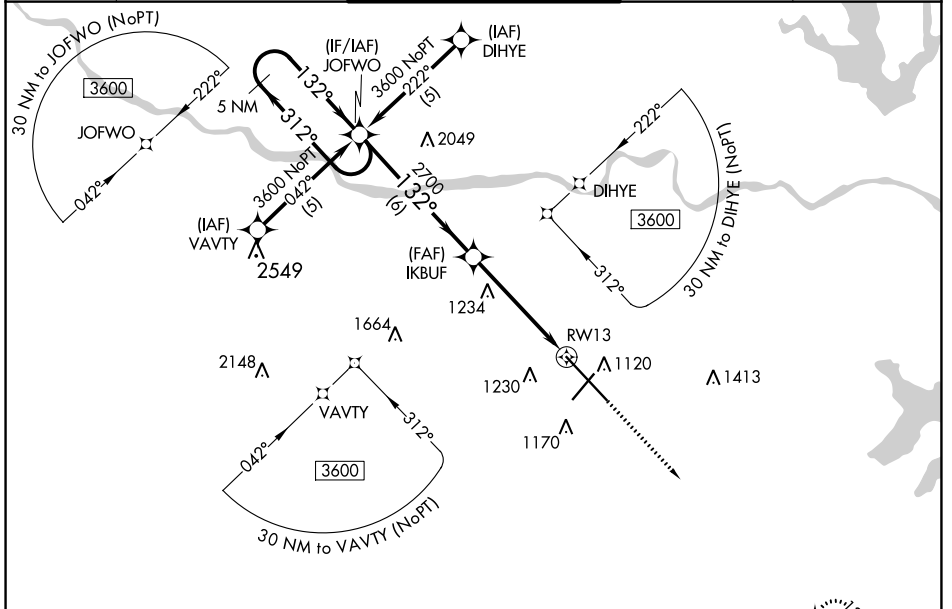 30 NM to JOFWO (NoPT)
3600
222°
JOFWO
042°
5 NM
132°
312°
(IF/IAF)
JOFWO
(IAF)
DIHYE
3600 NoPT
222°
(5)
2049
3600 NoPT
042°
(5)
(IAF)
VAVTY
2549
2700
132°
(6)
(FAF)
IKBUF
1234
222°
DIHYE
3600
312°
30 NM to DIHYE (NoPT)
1664
2148
VAVTY
042°
312°
3600
30 NM to VAVTY (NoPT)
RW13
1230
1120
1413
1170